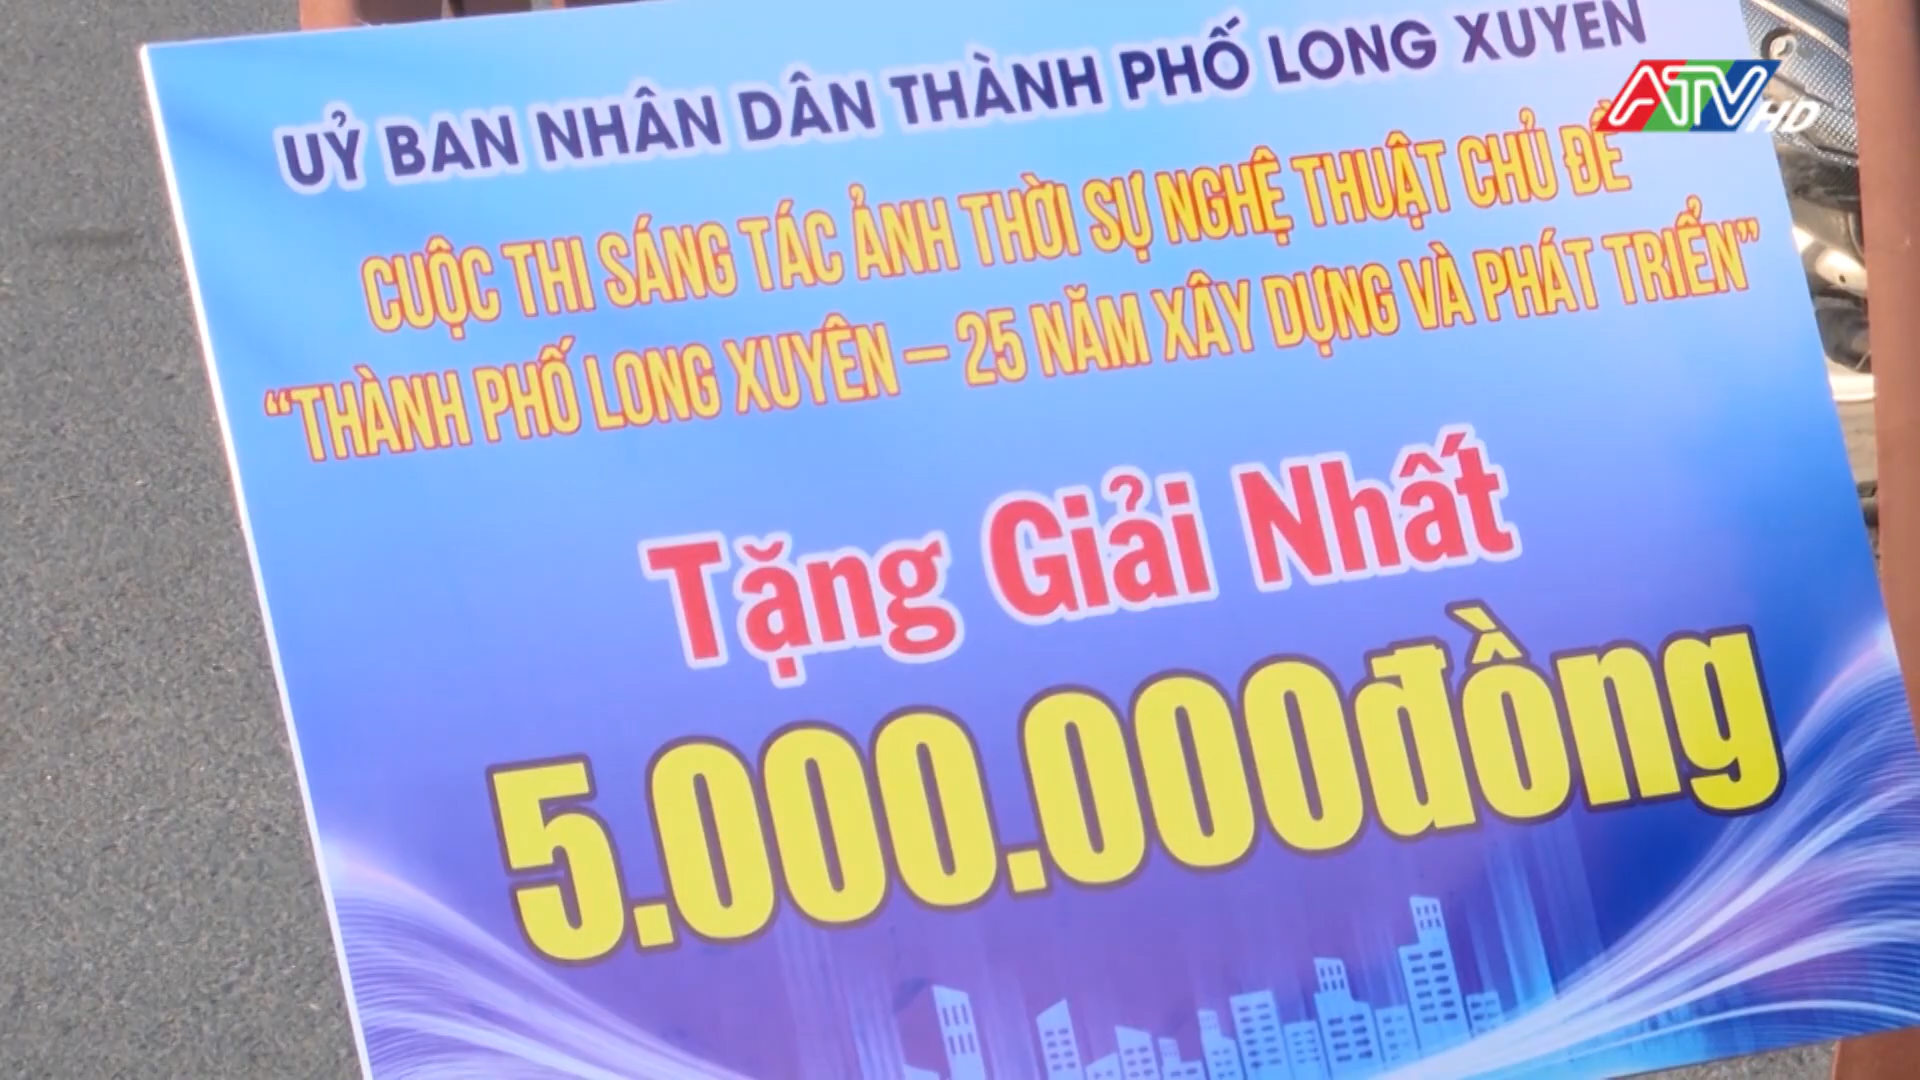 UỶ BAN NHÂN DÂN THÀNH PHỐ LONG XUYÊN
ATV HD
CUỘC THI SÁNG TÁC ẢNH THỜI SỰ NGHỆ THUẬT CHỦ ĐỀ
“THÀNH PHỐ LONG XUYÊN – 25 NĂM XÂY DỰNG VÀ PHÁT TRIỂN”
Tặng Giải Nhất
5.000.000đồng